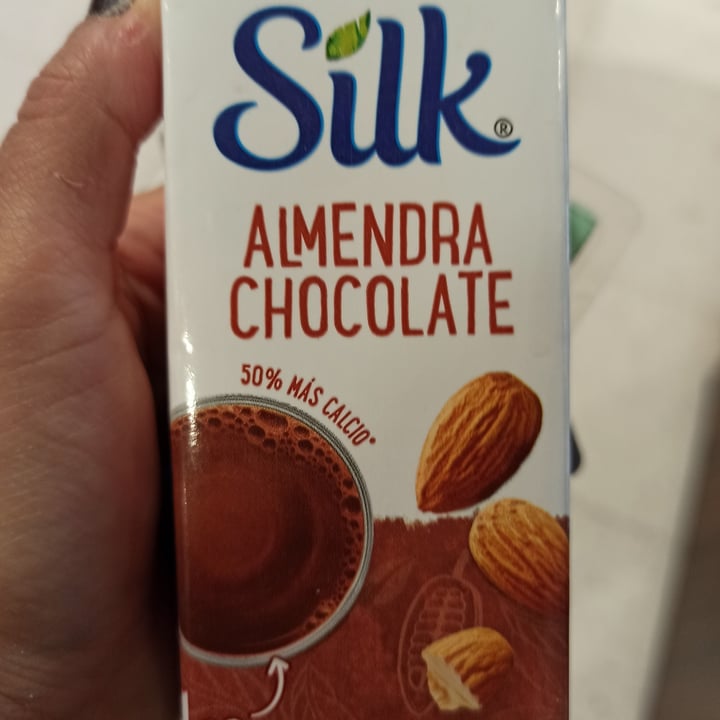 Silk®
ALMENDRA
CHOCOLATE
50% MÁS CALCIO*